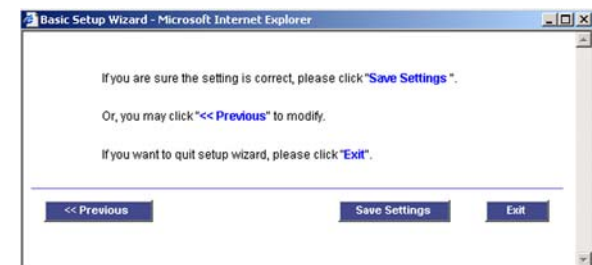 Basic Setup Wizard - Microsoft Internet Explorer
If you are sure the setting is correct, please click "Save Settings ".
Or, you may click "<< Previous" to modify.
If you want to quit setup wizard, please click "Exit".
<< Previous Save Settings Exit